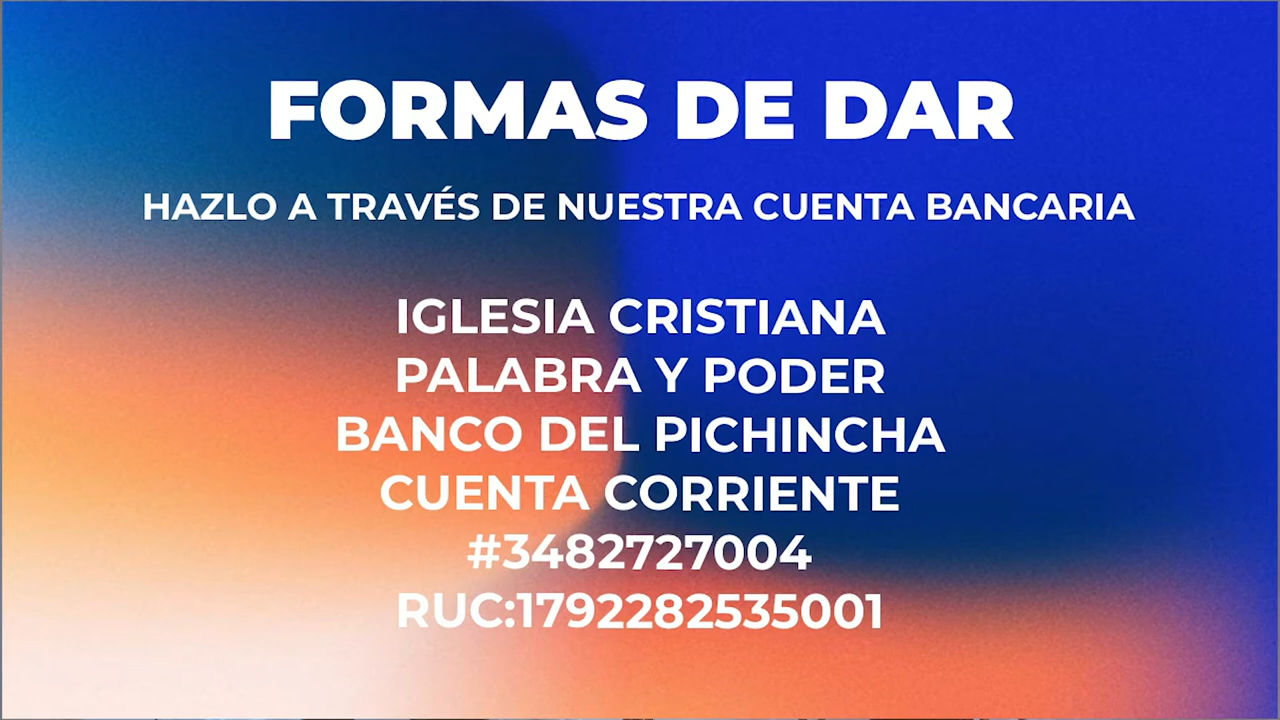 FORMAS DE DAR
HAZLO A TRAVÉS DE NUESTRA CUENTA BANCARIA
IGLESIA CRISTIANA
PALABRA Y PODER
BANCO DEL PICHINCHA
CUENTA CORRIENTE
#3482727004
RUC:1792282535001